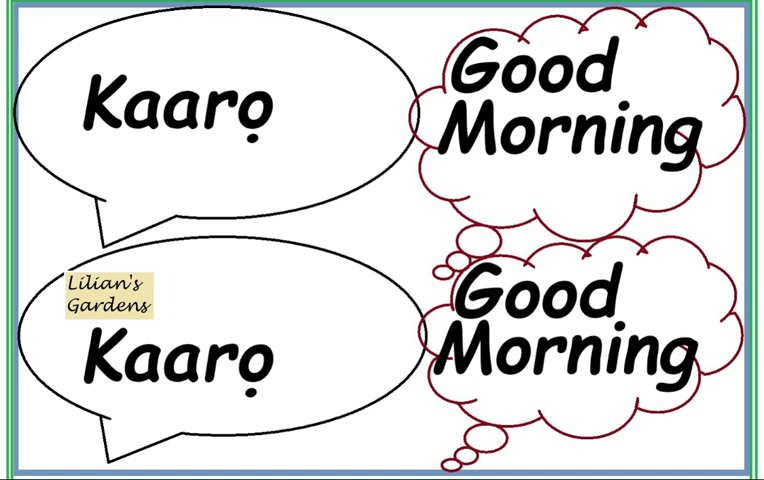 Kaarọ
Good
Morning
Lilian's
Gardens
Kaarọ
Good
Morning